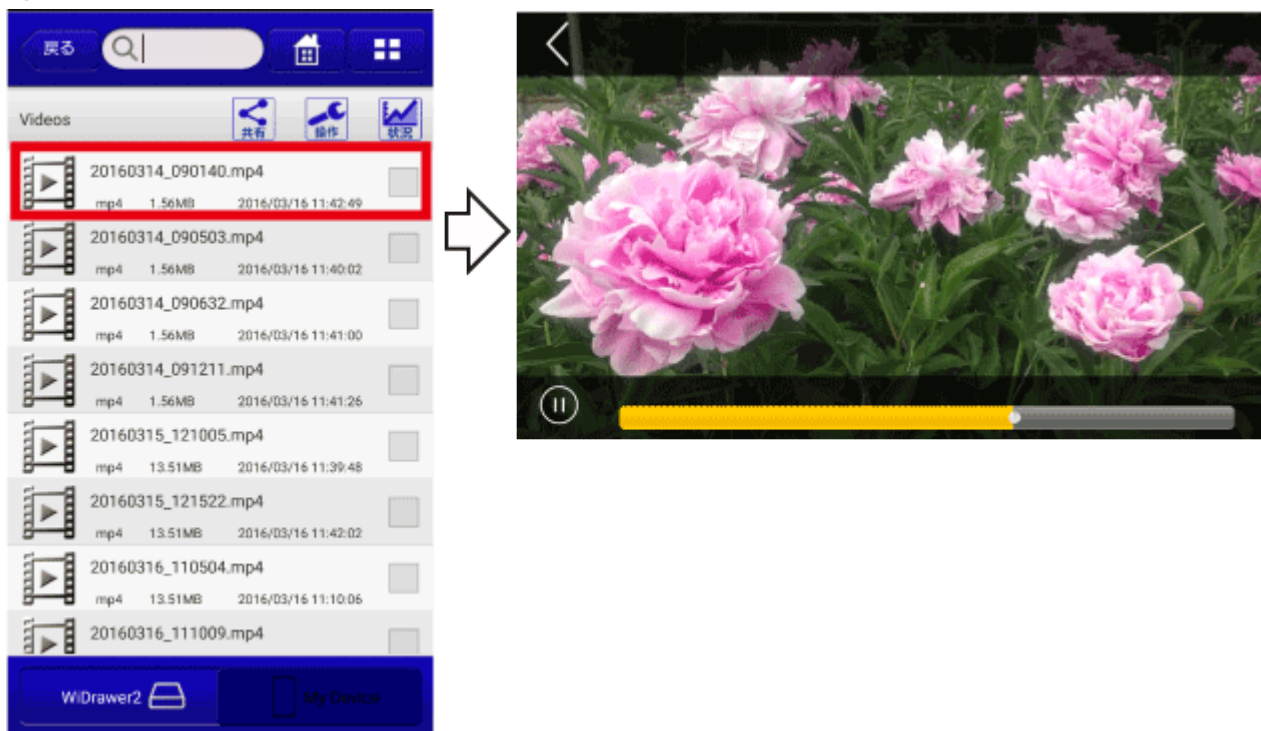 戻る
Videos
共有 操作 状況
20160314_090140.mp4
mp4 1.56MB 2016/03/16 11:42:49
20160314_090503.mp4
mp4 1.56MB 2016/03/16 11:40:02
20160314_090632.mp4
mp4 1.56MB 2016/03/16 11:41:00
20160314_091211.mp4
mp4 1.56MB 2016/03/16 11:41:26
20160315_121005.mp4
mp4 13.51MB 2016/03/16 11:39:48
20160315_121522.mp4
mp4 13.51MB 2016/03/16 11:42:02
20160316_110504.mp4
mp4 13.51MB 2016/03/16 11:10:06
20160316_111009.mp4
WiDrawer2 My Device